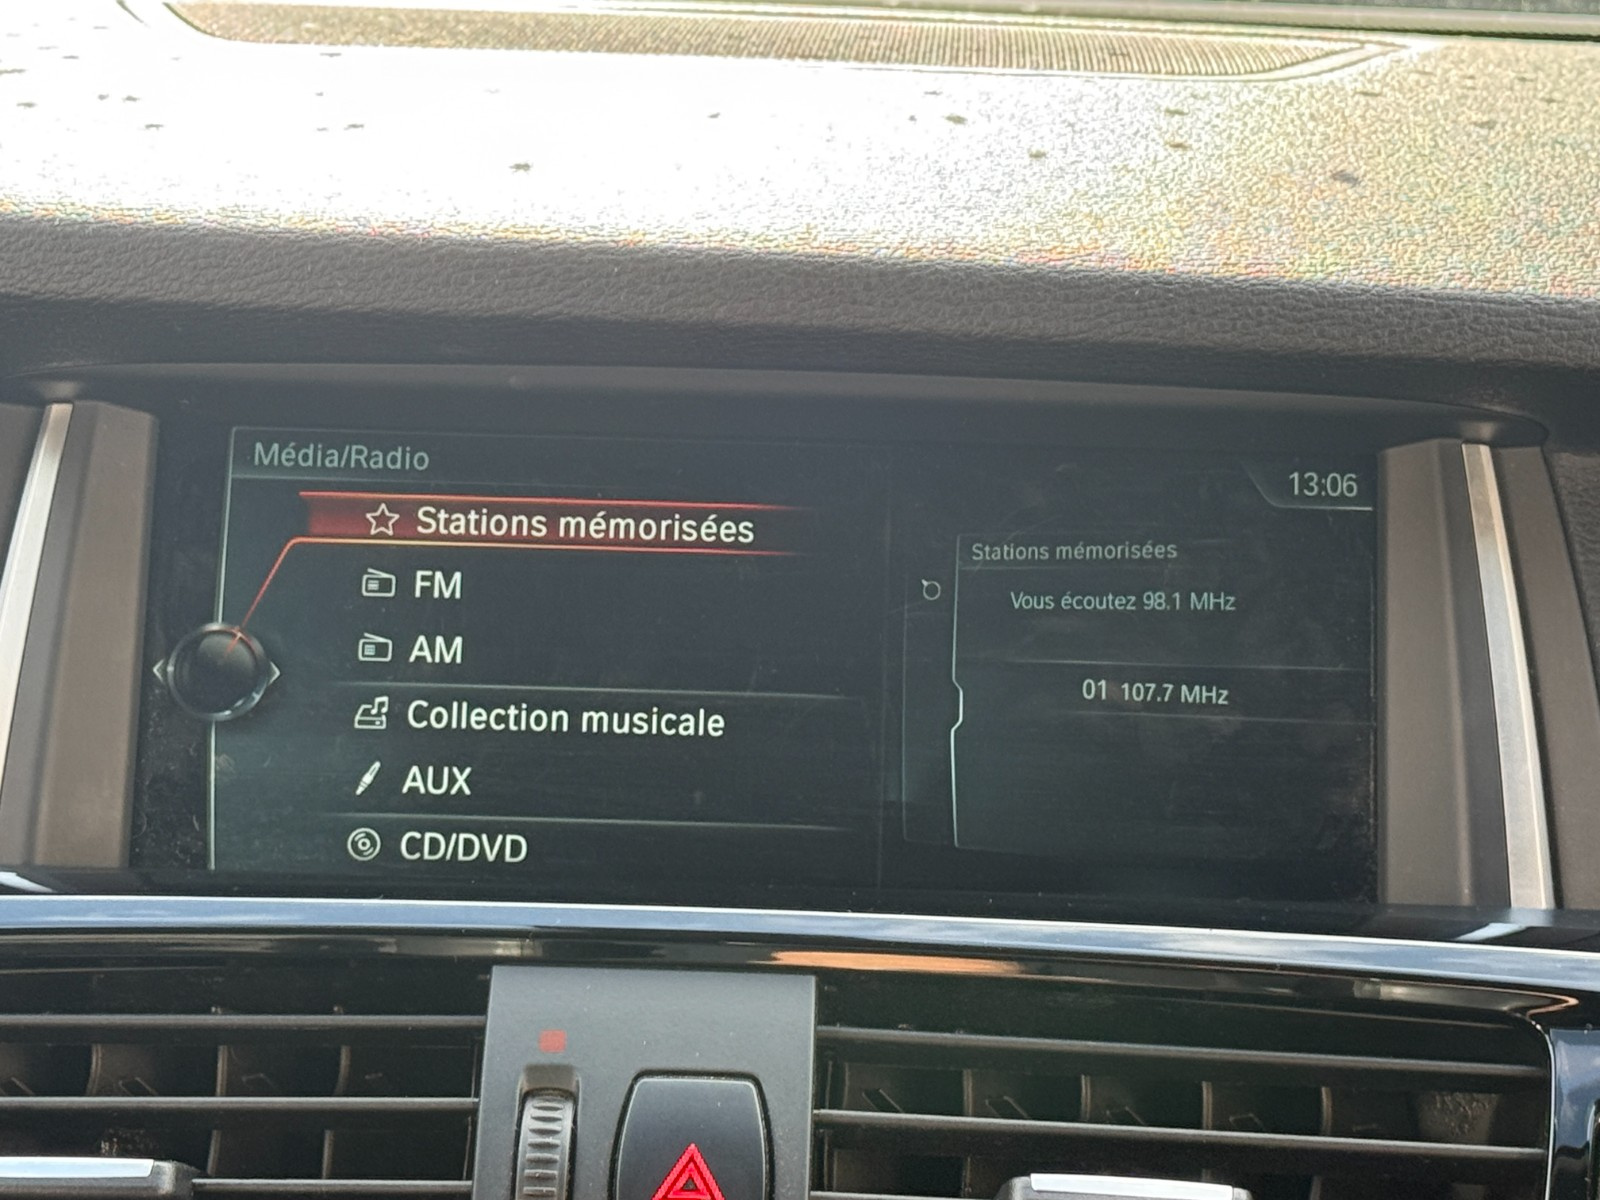 Média/Radio
13:06
Stations mémorisées
FM
AM
Collection musicale
AUX
CD/DVD
Stations mémorisées
Vous écoutez 98.1 MHz
01 107.7 MHz